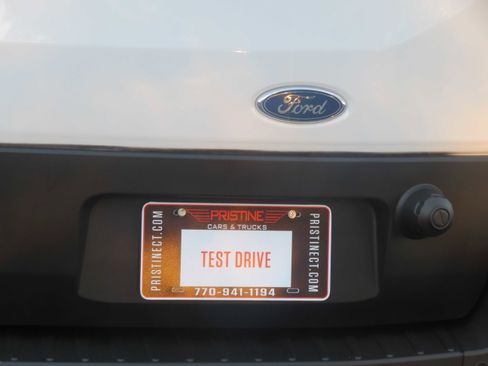 Ford
PRISTINE
CARS & TRUCKS
PRISTINECT.COM
TEST DRIVE
PRISTINECT.COM
770-941-1194